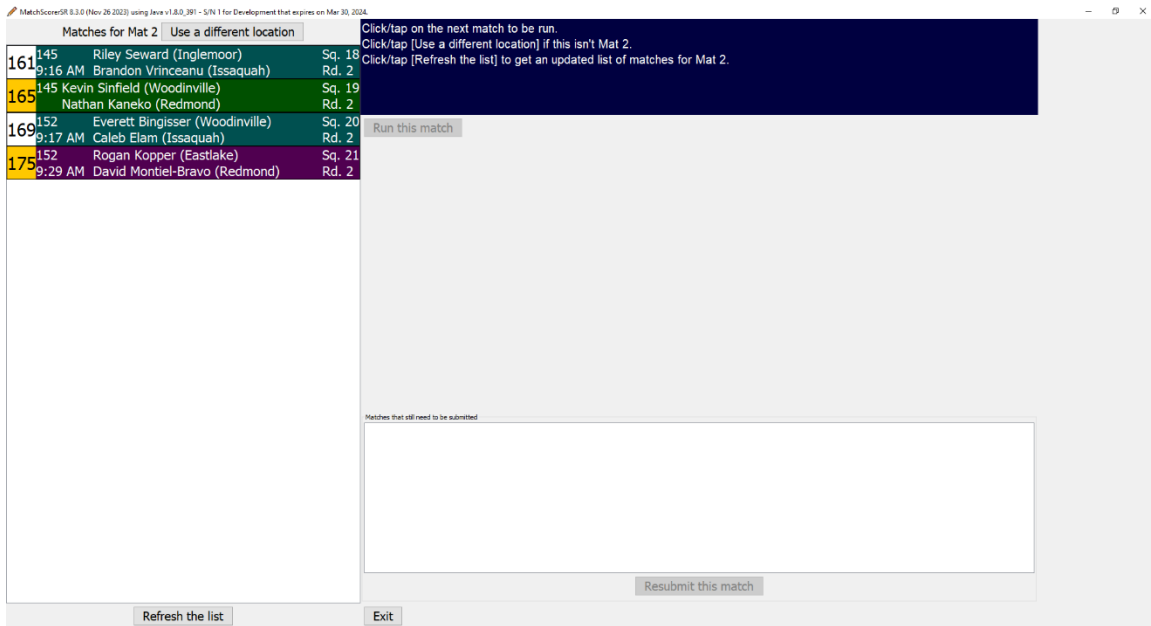 MatchScorerSR 8.3.0 (Nov 26 2023) using Java v1.8.0_391 - S/N 1 for Development that expires on Mar 30, 2024.
Matches for Mat 2 Use a different location
161 145 Riley Seward (Inglemoor) Sq. 18
9:16 AM Brandon Vrinceanu (Issaquah) Rd. 2
165 145 Kevin Sinfield (Woodinville) Sq. 19
Nathan Kaneko (Redmond) Rd. 2
169 152 Everett Bingisser (Woodinville) Sq. 20
9:17 AM Caleb Elam (Issaquah) Rd. 2
175 152 Rogan Kopper (Eastlake) Sq. 21
9:29 AM David Montiel-Bravo (Redmond) Rd. 2
Refresh the list
Click/tap on the next match to be run.
Click/tap [Use a different location] if this isn't Mat 2.
Click/tap [Refresh the list] to get an updated list of matches for Mat 2.
Run this match
Matches that still need to be submitted
Resubmit this match
Exit